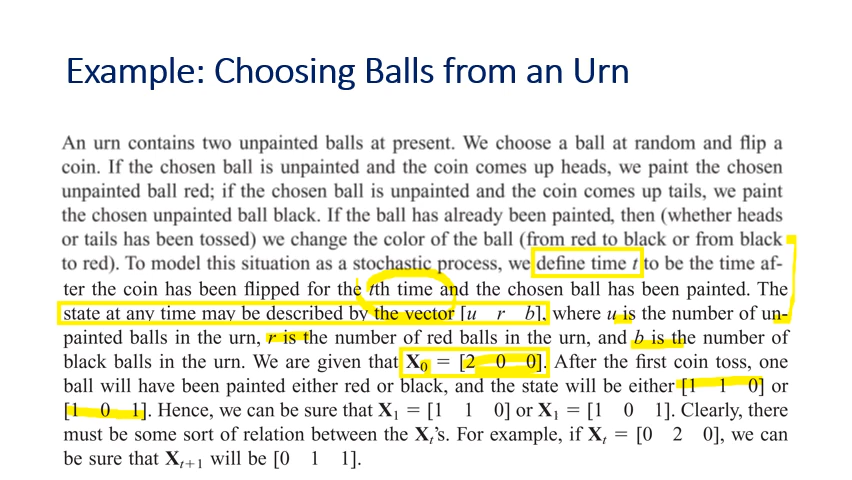 Example: Choosing Balls from an Urn
An urn contains two unpainted balls at present. We choose a ball at random and flip a
coin. If the chosen ball is unpainted and the coin comes up heads, we paint the chosen
unpainted ball red; if the chosen ball is unpainted and the coin comes up tails, we paint
the chosen unpainted ball black. If the ball has already been painted, then (whether heads
or tails has been tossed) we change the color of the ball (from red to black or from black
to red). To model this situation as a stochastic process, we define time t to be the time af-
ter the coin has been flipped for the tth time and the chosen ball has been painted. The
state at any time may be described by the vector [u r b], where u is the number of un-
painted balls in the urn, r is the number of red balls in the urn, and b is the number of
black balls in the urn. We are given that X₀ = [2 0 0]. After the first coin toss, one
ball will have been painted either red or black, and the state will be either [1 1 0] or
[1 0 1]. Hence, we can be sure that X₁ = [1 1 0] or X₁ = [1 0 1]. Clearly, there
must be some sort of relation between the Xₜ's. For example, if Xₜ = [0 2 0], we can
be sure that Xₜ₊₁ will be [0 1 1].